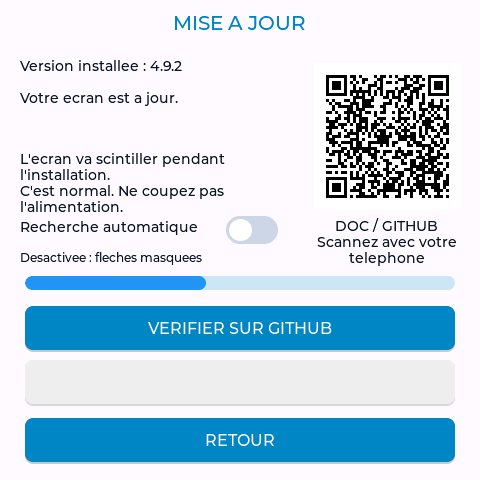 MISE A JOUR
Version installee : 4.9.2
Votre ecran est a jour.
L'ecran va scintiller pendant
l'installation.
C'est normal. Ne coupez pas
l'alimentation.
Recherche automatique
Desactivee : fleches masquees
DOC / GITHUB
Scannez avec votre
telephone
VERIFIER SUR GITHUB
RETOUR